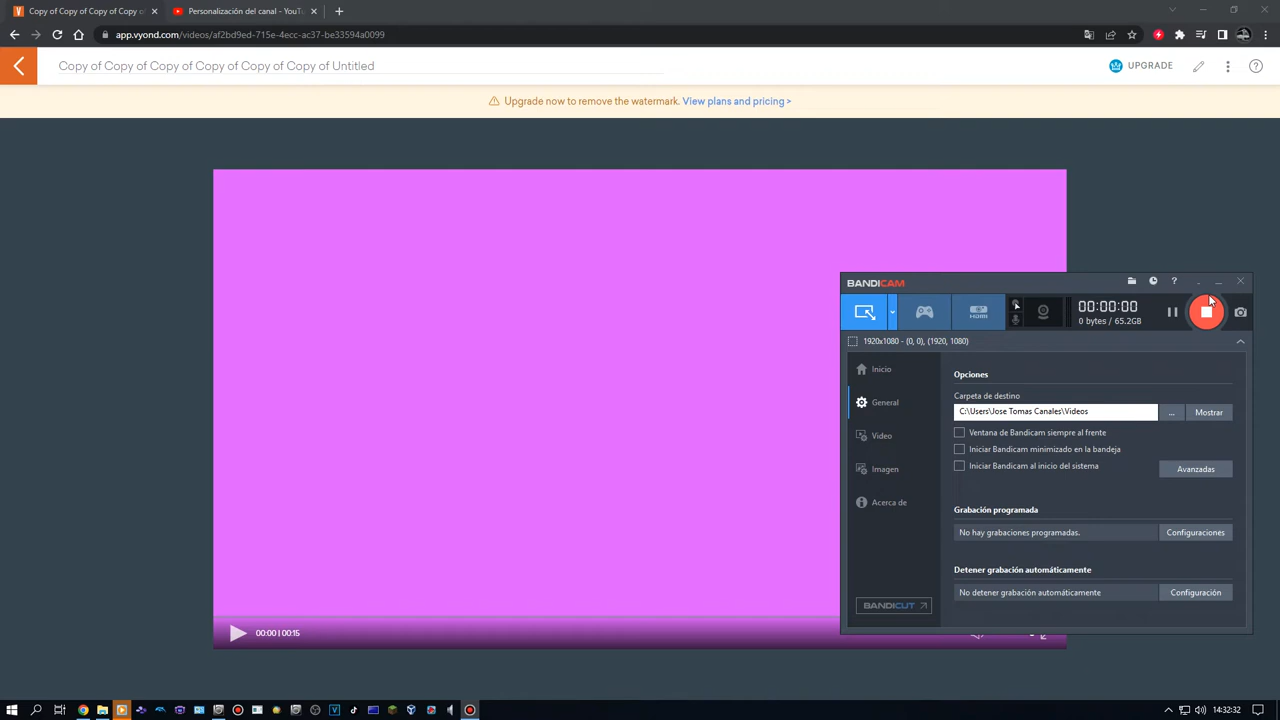 Copy of Copy of Copy of Copy of
Personalización del canal - YouTu
app.vyond.com/videos/af2bd9ed-715e-4ecc-ac37-be33594a0099
Copy of Copy of Copy of Copy of Copy of Copy of Untitled
UPGRADE
Upgrade now to remove the watermark. View plans and pricing >
BANDICAM
HDMI
00:00:00
0 bytes / 65.2GB
1920x1080 - (0, 0), (1920, 1080)
Inicio
General
Video
Imagen
Acerca de
BANDICUT
Opciones
Carpeta de destino
C:\Users\Jose Tomas Canales\Videos
...
Mostrar
Ventana de Bandicam siempre al frente
Iniciar Bandicam minimizado en la bandeja
Iniciar Bandicam al inicio del sistema
Avanzadas
Grabación programada
No hay grabaciones programadas.
Configuraciones
Detener grabación automáticamente
No detener grabación automáticamente
Configuración
00:00 | 00:15
14:32:32